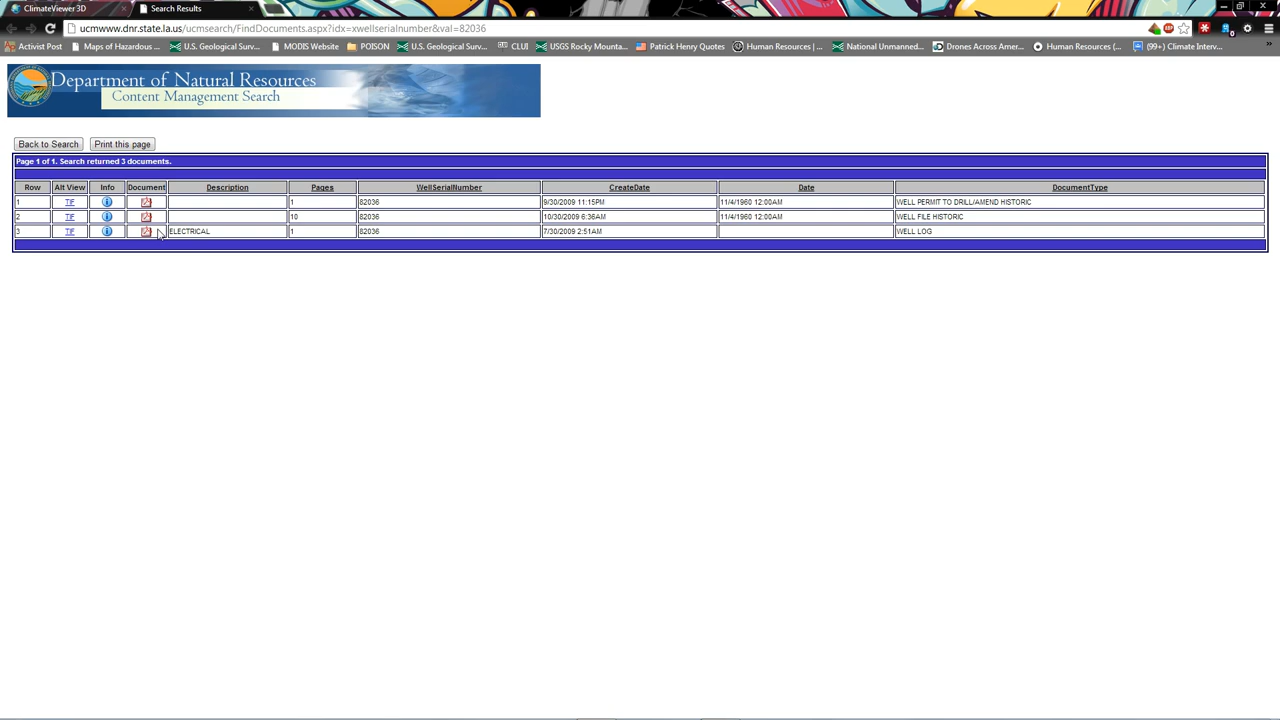 ClimateViewer 3D
Search Results
ucmwww.dnr.state.la.us/ucmsearch/FindDocuments.aspx?idx=xwellserialnumber&val=82036
Activist Post Maps of Hazardous ... U.S. Geological Surv... MODIS Website POISON U.S. Geological Surv... CLUI USGS Rocky Mounta... Patrick Henry Quotes Human Resources | ... National Unmanned... Drones Across Amer... Human Resources (... (99+) Climate Interv... »
Department of Natural Resources
Content Management Search
Back to Search Print this page
Page 1 of 1. Search returned 3 documents.
Row Alt View Info Document Description Pages WellSerialNumber CreateDate Date DocumentType
1 TIF 1 82036 9/30/2009 11:15PM 11/4/1960 12:00AM WELL PERMIT TO DRILL/AMEND HISTORIC
2 TIF 10 82036 10/30/2009 6:36AM 11/4/1960 12:00AM WELL FILE HISTORIC
3 TIF ELECTRICAL 1 82036 7/30/2009 2:51AM WELL LOG